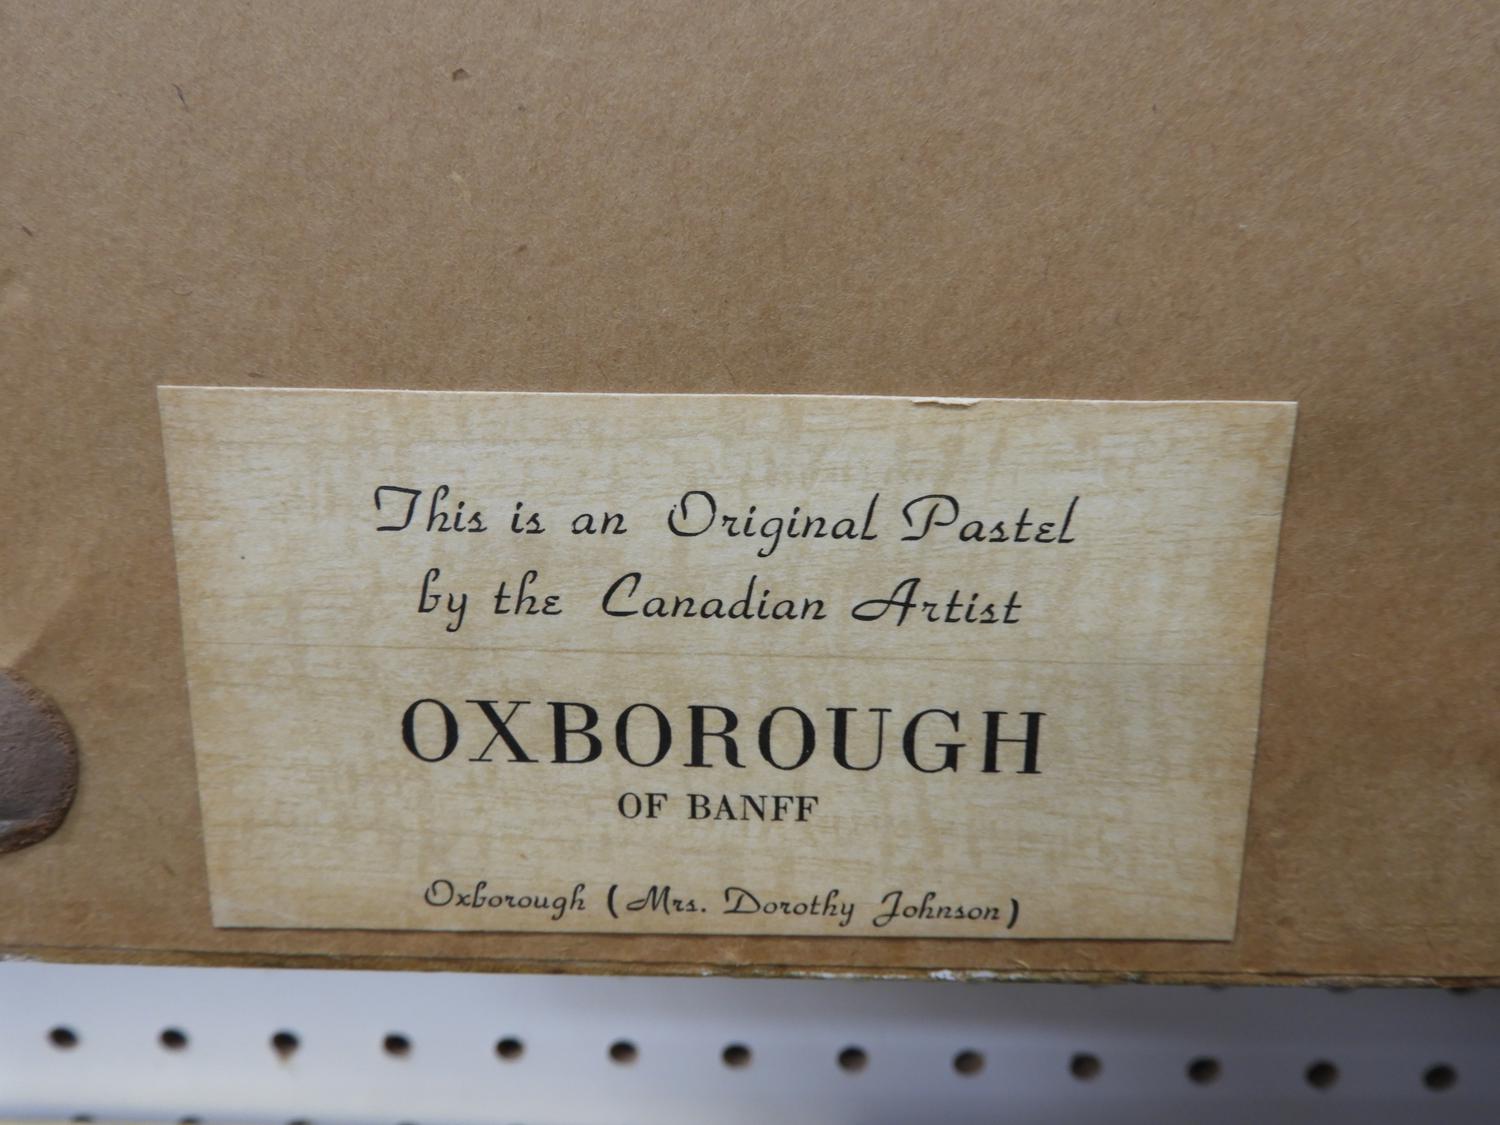 This is an Original Pastel
by the Canadian Artist
OXBOROUGH
OF BANFF
Oxborough (Mrs. Dorothy Johnson)